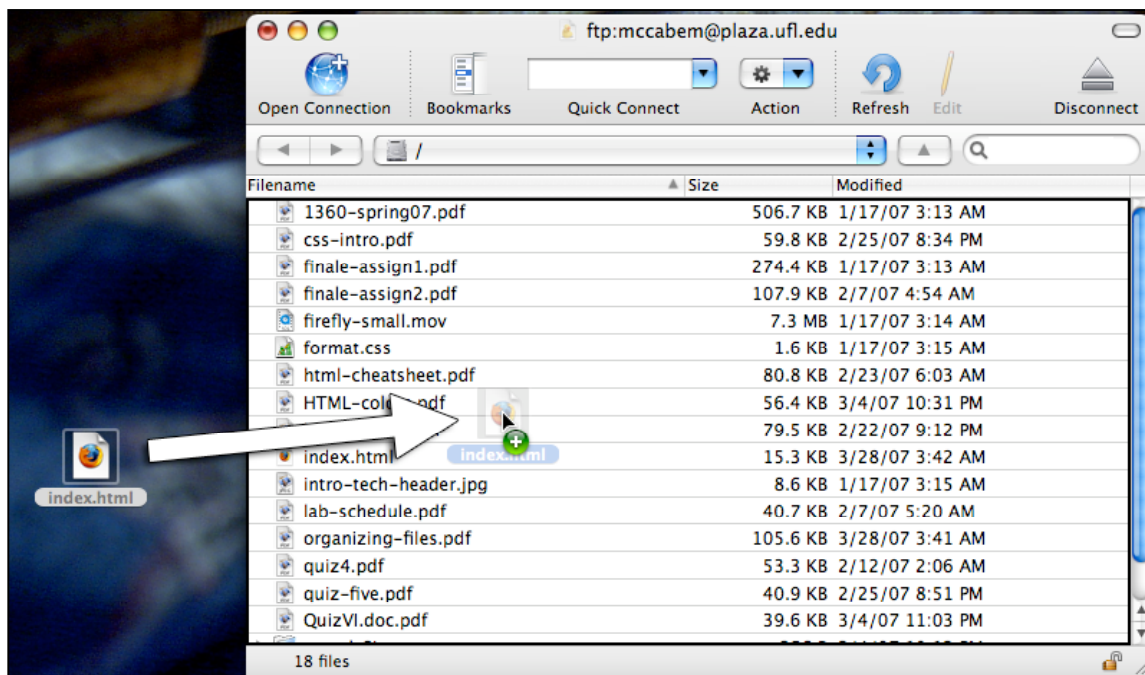 ftp:mccabem@plaza.ufl.edu
Open Connection Bookmarks Quick Connect Action Refresh Edit Disconnect
/
Filename Size Modified
1360-spring07.pdf 506.7 KB 1/17/07 3:13 AM
css-intro.pdf 59.8 KB 2/25/07 8:34 PM
finale-assign1.pdf 274.4 KB 1/17/07 3:13 AM
finale-assign2.pdf 107.9 KB 2/7/07 4:54 AM
firefly-small.mov 7.3 MB 1/17/07 3:14 AM
format.css 1.6 KB 1/17/07 3:15 AM
html-cheatsheet.pdf 80.8 KB 2/23/07 6:03 AM
pdf 56.4 KB 3/4/07 10:31 PM
79.5 KB 2/22/07 9:12 PM
index.html index.html 15.3 KB 3/28/07 3:42 AM
index.html intro-tech-header.jpg 8.6 KB 1/17/07 3:15 AM
lab-schedule.pdf 40.7 KB 2/7/07 5:20 AM
organizing-files.pdf 105.6 KB 3/28/07 3:41 AM
quiz4.pdf 53.3 KB 2/12/07 2:06 AM
quiz-five.pdf 40.9 KB 2/25/07 8:51 PM
QuizVI.doc.pdf 39.6 KB 3/4/07 11:03 PM
18 files